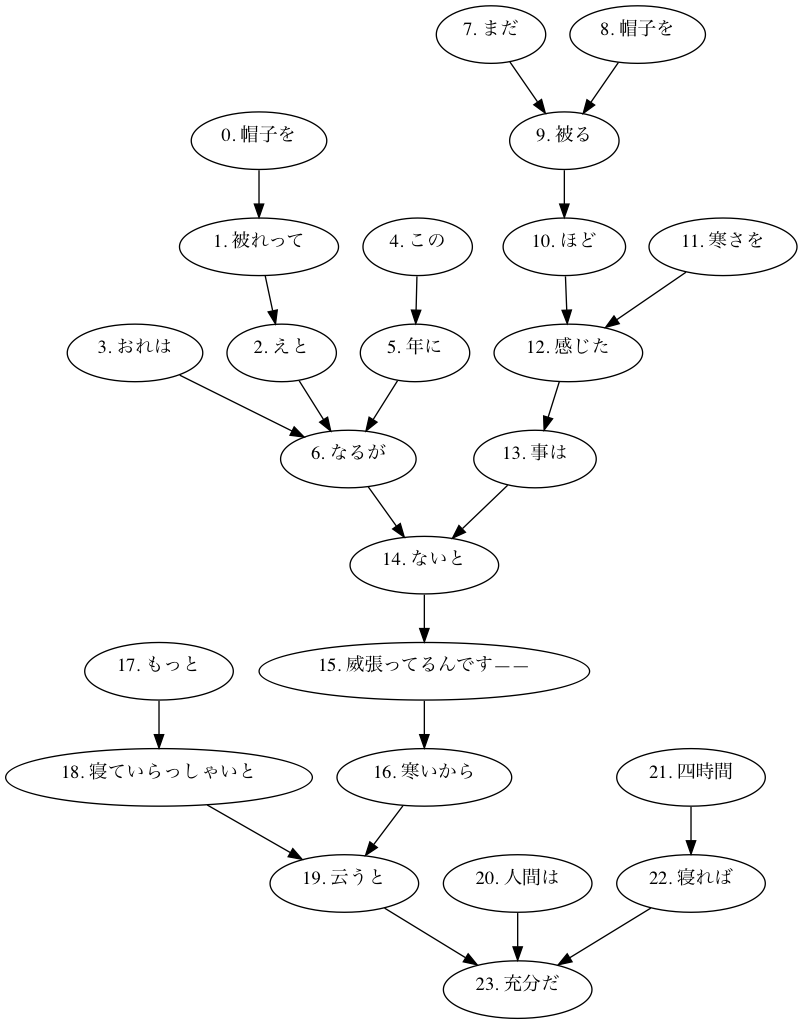 7. まだ
8. 帽子を
0. 帽子を
9. 被る
1. 被れって
4. この
10. ほど
11. 寒さを
3. おれは
2. えと
5. 年に
12. 感じた
6. なるが
13. 事は
14. ないと
17. もっと
15. 威張ってるんです——
18. 寝ていらっしゃいと
16. 寒いから
21. 四時間
19. 云うと
20. 人間は
22. 寝れば
23. 充分だ